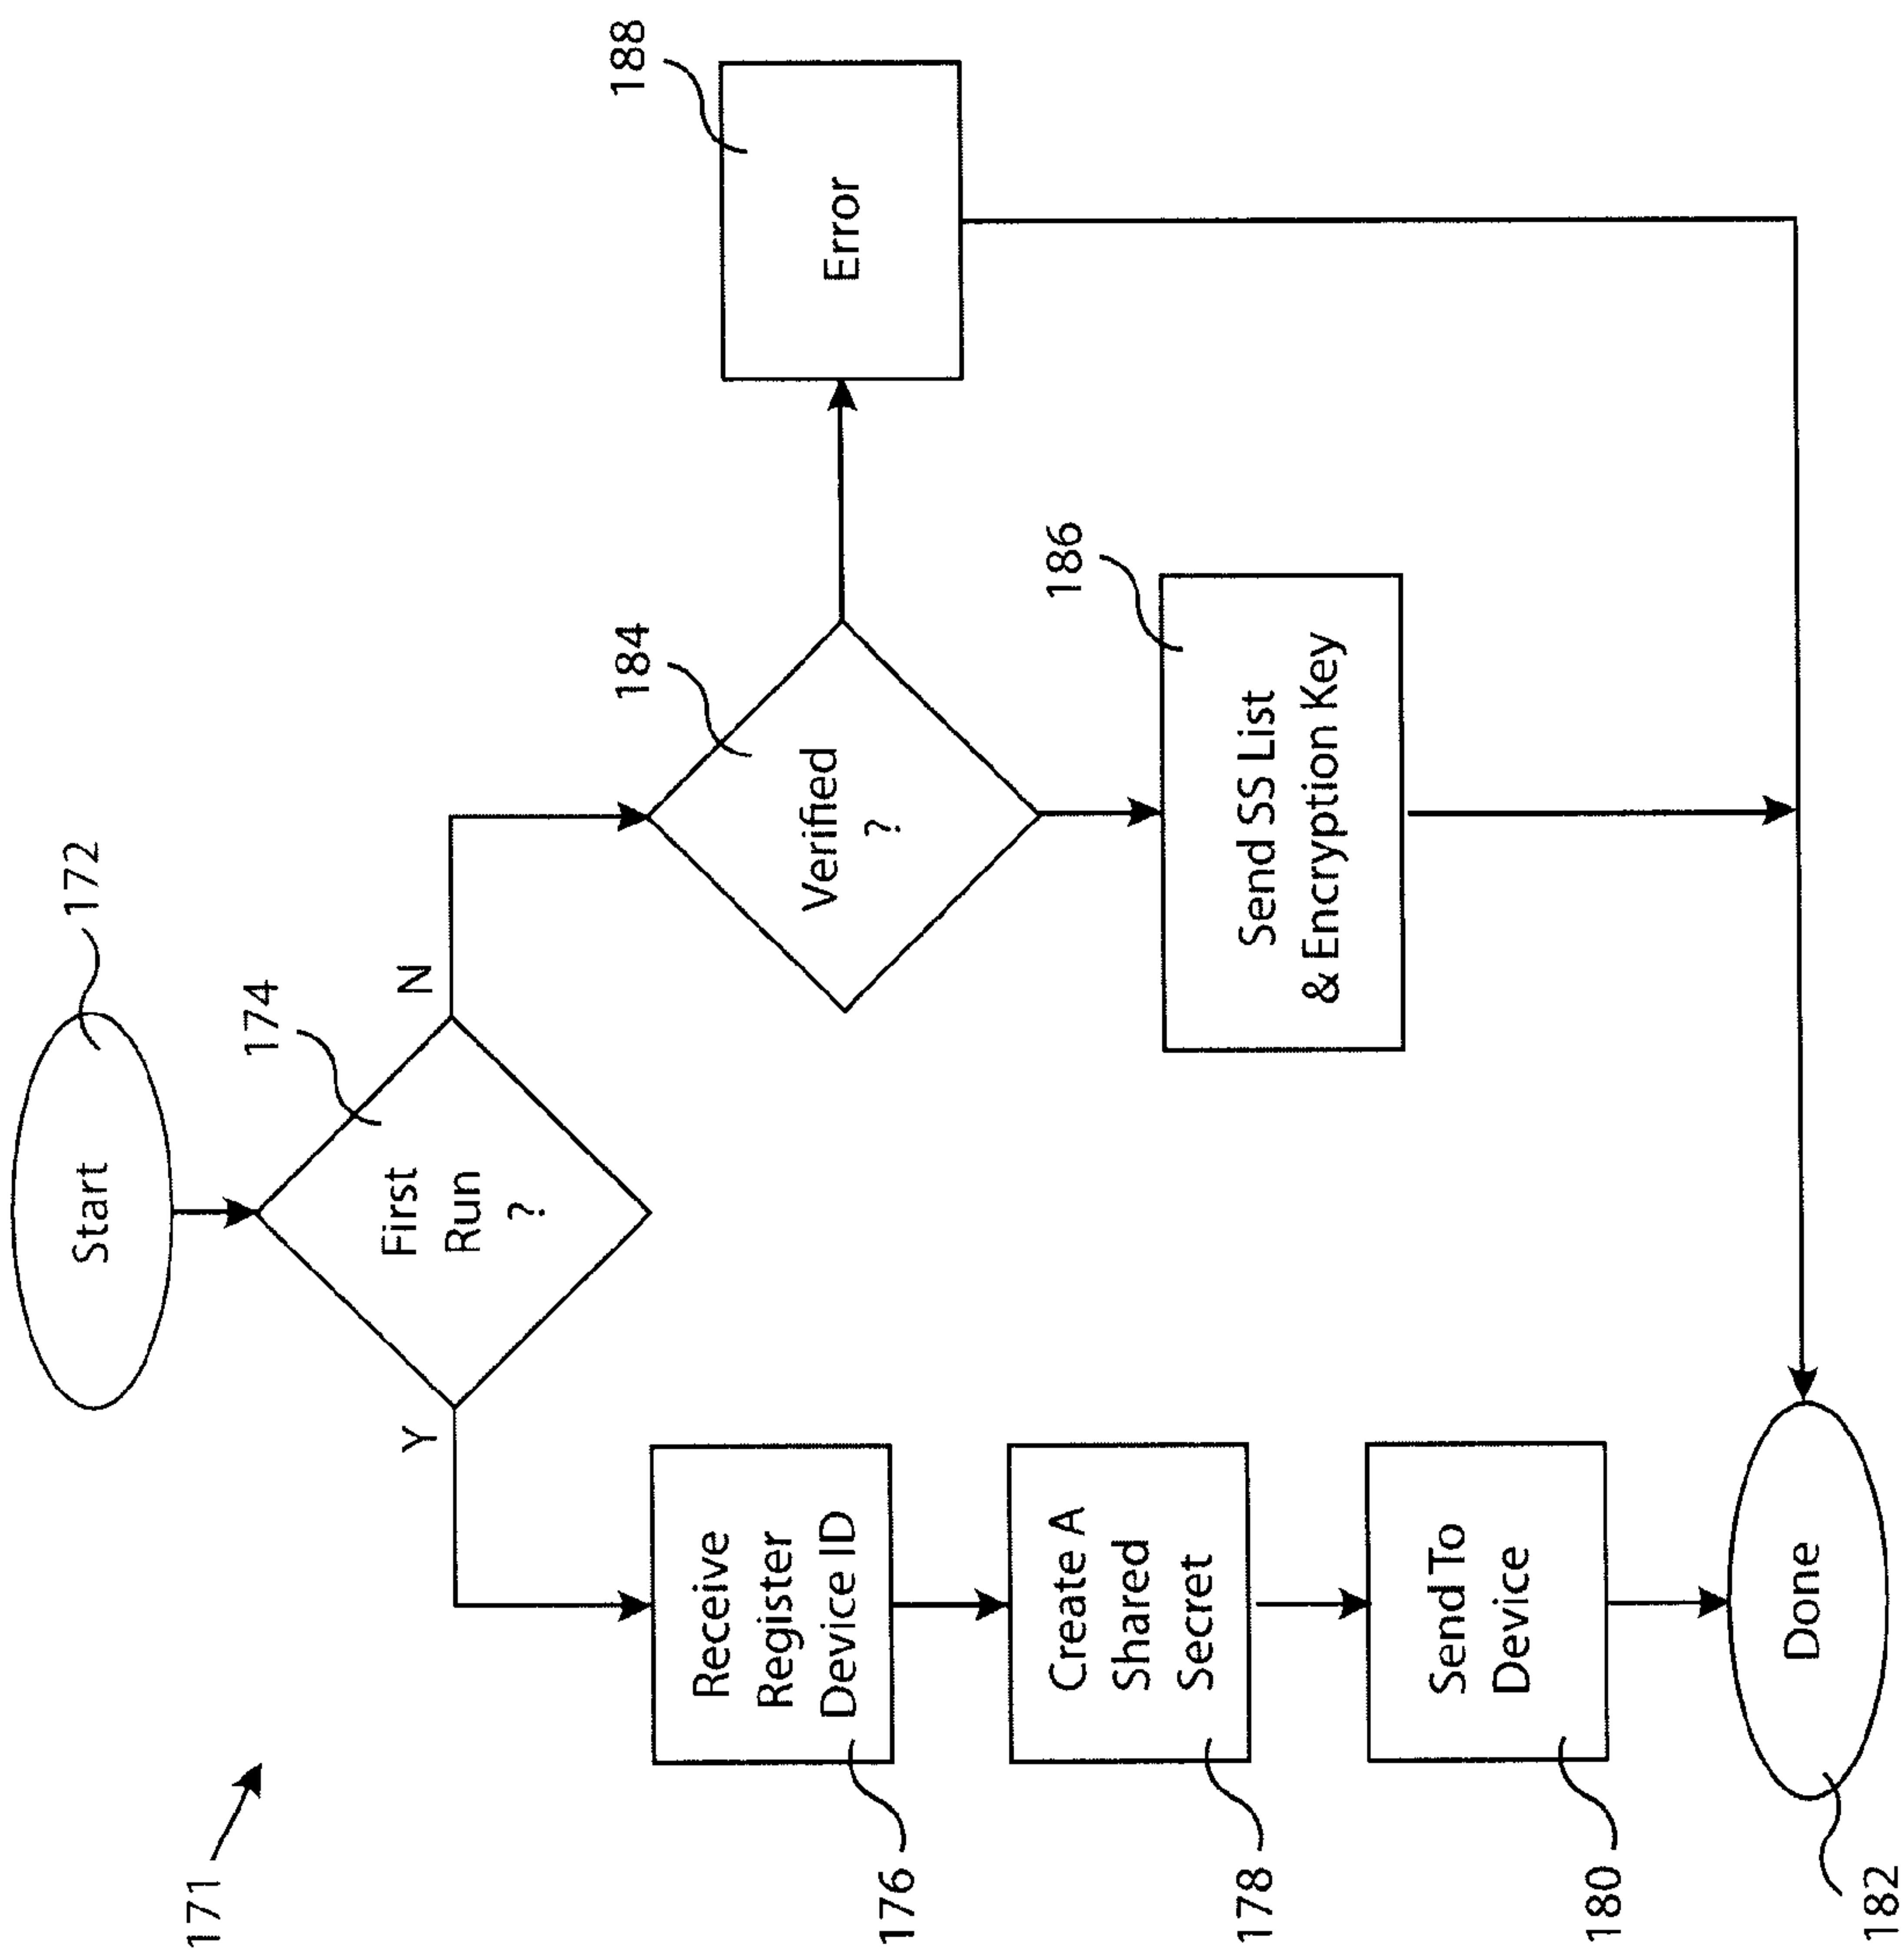 171
Start
172
First
Run
?
174
Y
N
Receive
Register
Device ID
176
Create A
Shared
Secret
178
Send To
Device
180
Done
182
Verified
?
184
Send SS List
& Encryption Key
186
Error
188